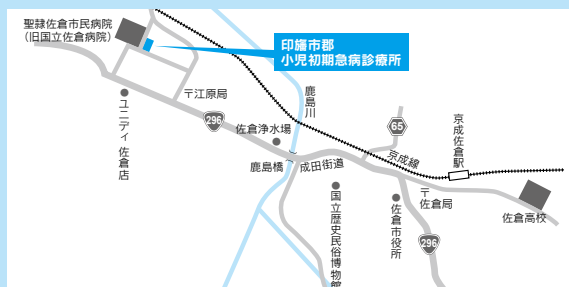 聖隷佐倉市民病院
（旧国立佐倉病院）
印旛市郡
小児初期急病診療所
〒江原局
ユニディ 佐倉店
296
佐倉浄水場
鹿島川
65
京成佐倉駅
京成線
鹿島橋
成田街道
国立歴史民俗博物館
佐倉市役所
〒
佐倉局
296
佐倉高校